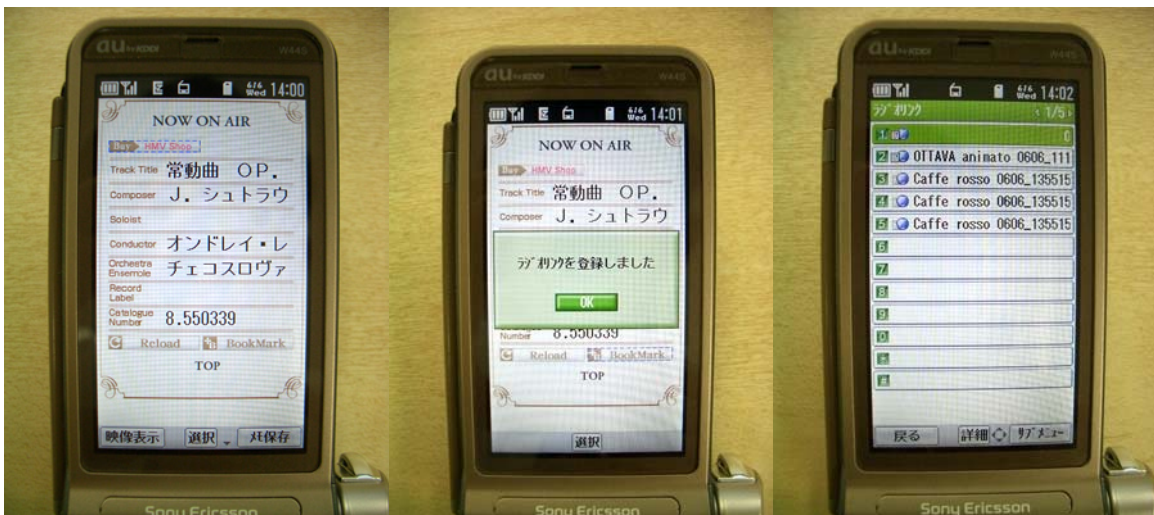 au by KDDI
W44S
6/6 Wed 14:00
NOW ON AIR
Buy HMV Shop
Track Title 常動曲 OP.
Composer J. シュトラウ
Soloist
Conductor オンドレイ・レ
Orchestra Ensemble チェコスロヴァ
Record Label
Catalogue Number 8.550339
Reload BookMark
TOP
映像表示 選択 メモ保存
Sony Ericsson
au by KDDI
W44S
6/6 Wed 14:01
NOW ON AIR
Buy HMV Shop
Track Title 常動曲 OP.
Composer J. シュトラウ
ラジオリンクを登録しました
OK
Number 8.550339
Reload BookMark
TOP
選択
Sony Ericsson
au by KDDI
W44S
6/6 Wed 14:02
ラジオリンク 1/5
1
2 OTTAVA animato 0606_111
3 Caffe rosso 0606_135515
4 Caffe rosso 0606_135515
5 Caffe rosso 0606_135515
6
7
8
9
0
*
#
戻る 詳細 サブメニュー
Sony Ericsson